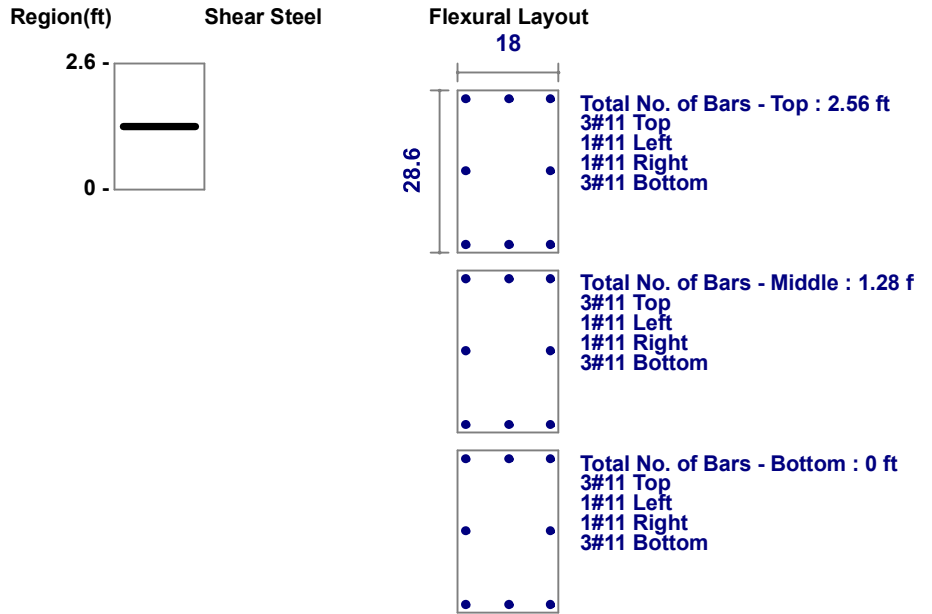 Region(ft) Shear Steel Flexural Layout
18
2.6 -
0 -
28.6
Total No. of Bars - Top : 2.56 ft
3#11 Top
1#11 Left
1#11 Right
3#11 Bottom
Total No. of Bars - Middle : 1.28 f
3#11 Top
1#11 Left
1#11 Right
3#11 Bottom
Total No. of Bars - Bottom : 0 ft
3#11 Top
1#11 Left
1#11 Right
3#11 Bottom